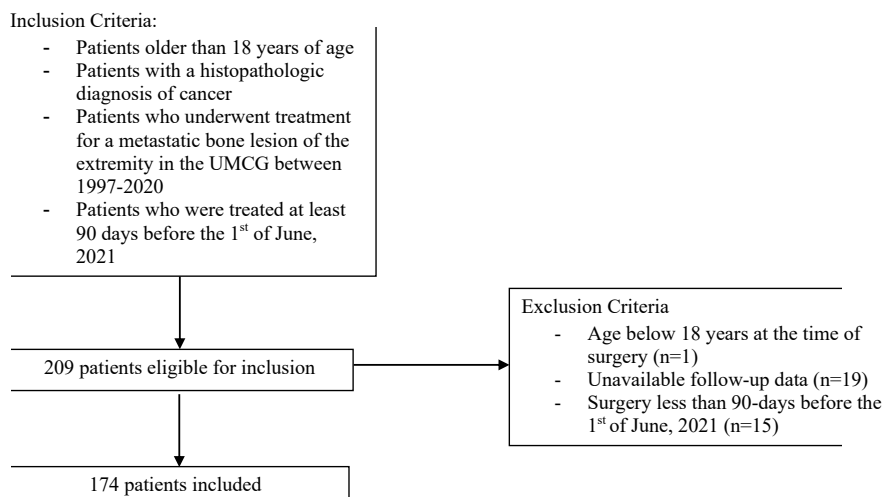 Inclusion Criteria:
- Patients older than 18 years of age
- Patients with a histopathologic
diagnosis of cancer
- Patients who underwent treatment
for a metastatic bone lesion of the
extremity in the UMCG between
1997-2020
- Patients who were treated at least
90 days before the 1st of June,
2021
209 patients eligible for inclusion
Exclusion Criteria
- Age below 18 years at the time of
surgery (n=1)
- Unavailable follow-up data (n=19)
- Surgery less than 90-days before the
1st of June, 2021 (n=15)
174 patients included